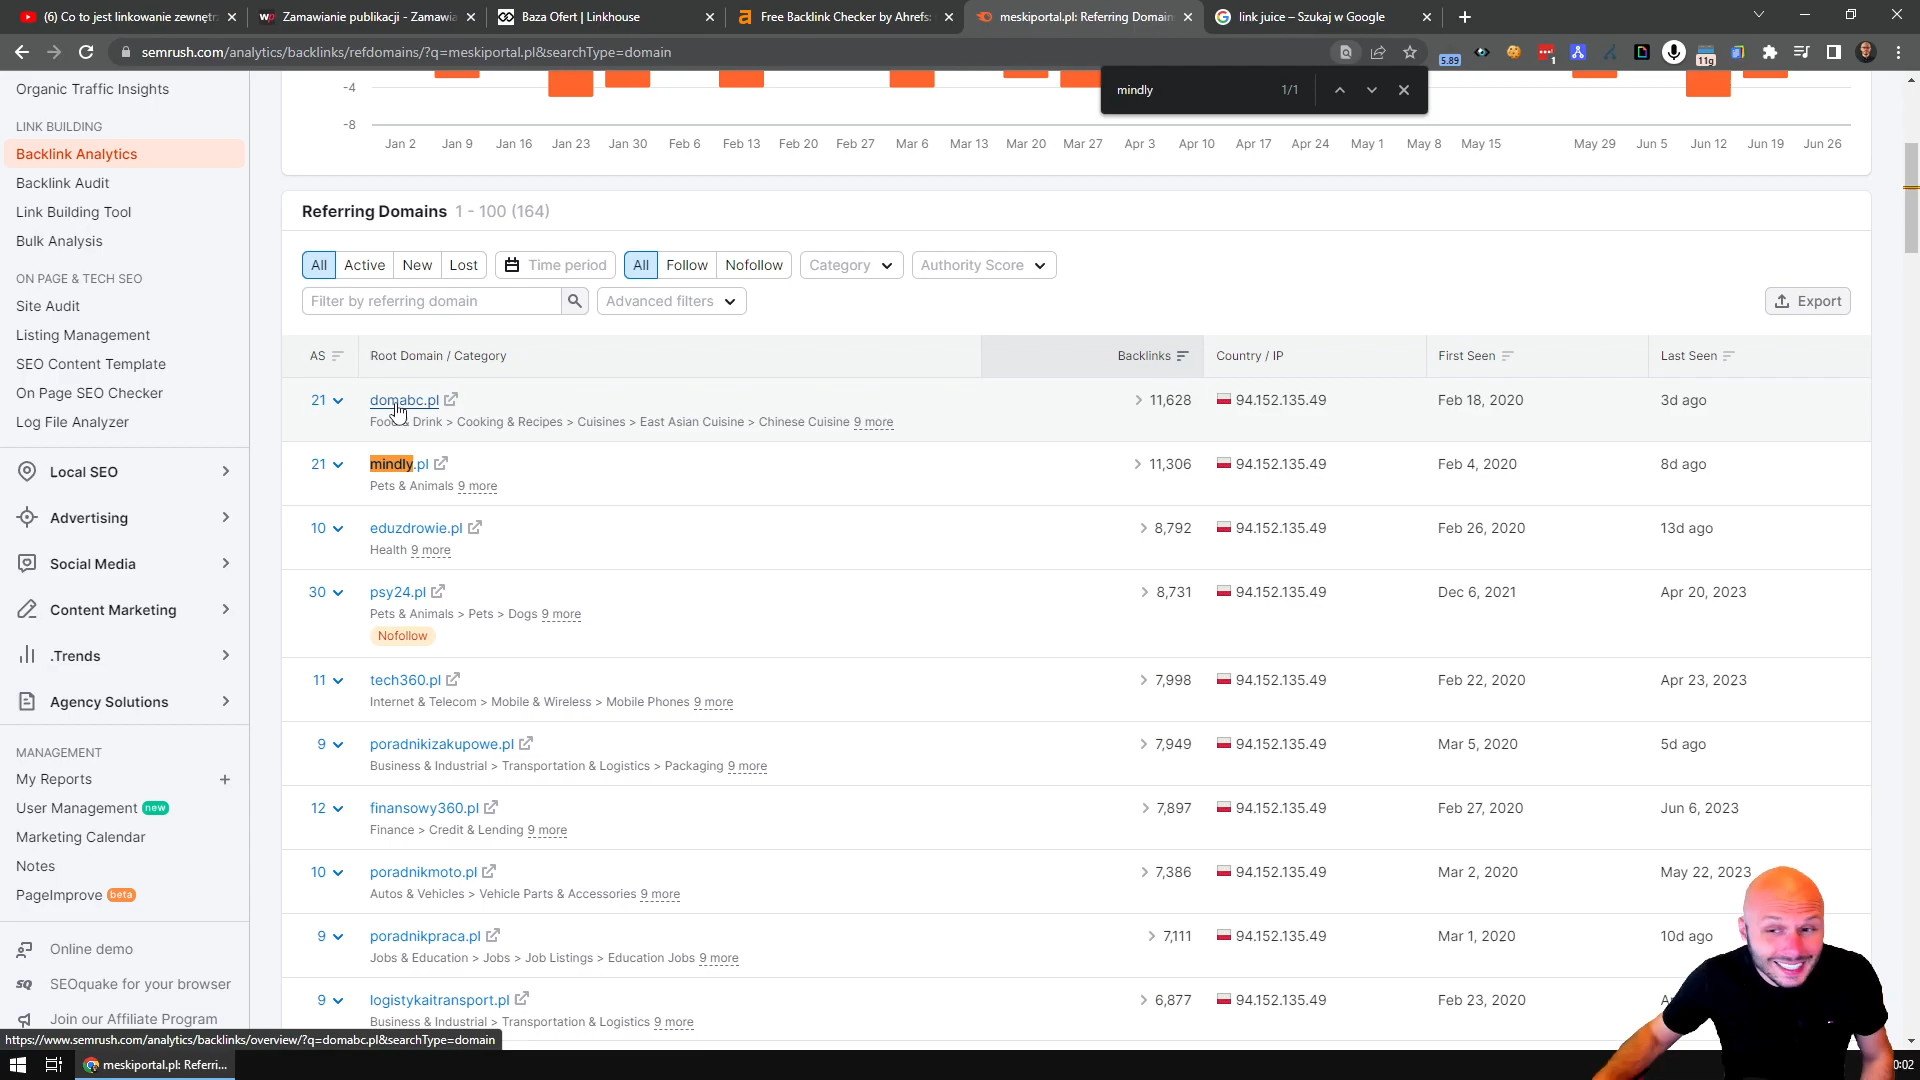 (6) Co to jest linkowanie zewnętrz
Zamawianie publikacji - Zamawia
Baza Ofert | Linkhouse
Free Backlink Checker by Ahrefs:
meskiportal.pl: Referring Domain
link juice – Szukaj w Google
semrush.com/analytics/backlinks/refdomains/?q=meskiportal.pl&searchType=domain
5.89
1
11g
mindly 1/1
Organic Traffic Insights
LINK BUILDING
Backlink Analytics
Backlink Audit
Link Building Tool
Bulk Analysis
ON PAGE & TECH SEO
Site Audit
Listing Management
SEO Content Template
On Page SEO Checker
Log File Analyzer
Local SEO
Advertising
Social Media
Content Marketing
.Trends
Agency Solutions
MANAGEMENT
My Reports +
User Management new
Marketing Calendar
Notes
PageImprove beta
Online demo
SEOquake for your browser
Join our Affiliate Program
-4
-8
Jan 2 Jan 9 Jan 16 Jan 23 Jan 30 Feb 6 Feb 13 Feb 20 Feb 27 Mar 6 Mar 13 Mar 20 Mar 27 Apr 3 Apr 10 Apr 17 Apr 24 May 1 May 8 May 15 May 29 Jun 5 Jun 12 Jun 19 Jun 26
Referring Domains 1 - 100 (164)
All Active New Lost Time period All Follow Nofollow Category Authority Score
Filter by referring domain Advanced filters Export
AS Root Domain / Category Backlinks Country / IP First Seen Last Seen
21 domabc.pl 11,628 94.152.135.49 Feb 18, 2020 3d ago
Food & Drink > Cooking & Recipes > Cuisines > East Asian Cuisine > Chinese Cuisine 9 more
21 mindly.pl 11,306 94.152.135.49 Feb 4, 2020 8d ago
Pets & Animals 9 more
10 eduzdrowie.pl 8,792 94.152.135.49 Feb 26, 2020 13d ago
Health 9 more
30 psy24.pl 8,731 94.152.135.49 Dec 6, 2021 Apr 20, 2023
Pets & Animals > Pets > Dogs 9 more
Nofollow
11 tech360.pl 7,998 94.152.135.49 Feb 22, 2020 Apr 23, 2023
Internet & Telecom > Mobile & Wireless > Mobile Phones 9 more
9 poradnikizakupowe.pl 7,949 94.152.135.49 Mar 5, 2020 5d ago
Business & Industrial > Transportation & Logistics > Packaging 9 more
12 finansowy360.pl 7,897 94.152.135.49 Feb 27, 2020 Jun 6, 2023
Finance > Credit & Lending 9 more
10 poradnikmoto.pl 7,386 94.152.135.49 Mar 2, 2020 May 22, 2023
Autos & Vehicles > Vehicle Parts & Accessories 9 more
9 poradnikpraca.pl 7,111 94.152.135.49 Mar 1, 2020 10d ago
Jobs & Education > Jobs > Job Listings > Education Jobs 9 more
9 logistykaitransport.pl 6,877 94.152.135.49 Feb 23, 2020
Business & Industrial > Transportation & Logistics 9 more
https://www.semrush.com/analytics/backlinks/overview/?q=domabc.pl&searchType=domain
meskiportal.pl: Referri...
0:02